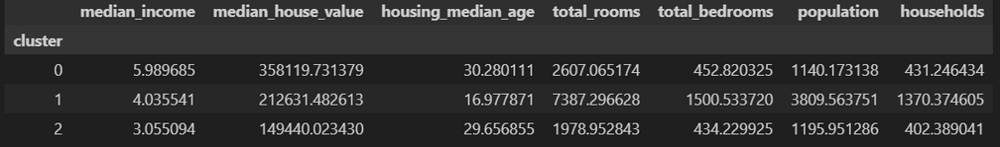 median_income median_house_value housing_median_age total_rooms total_bedrooms population households
cluster
0 5.989685 358119.731379 30.280111 2607.065174 452.820325 1140.173138 431.246434
1 4.035541 212631.482613 16.977871 7387.296628 1500.533720 3809.563751 1370.374605
2 3.055094 149440.023430 29.656855 1978.952843 434.229925 1195.951286 402.389041